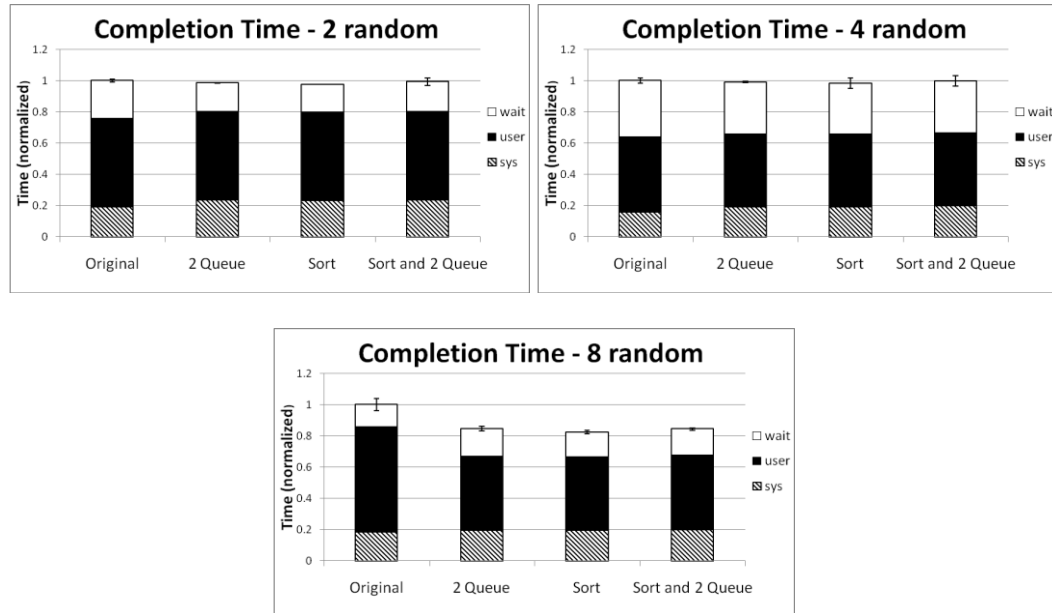 Completion Time - 2 random
Time (normalized)
1.2
1
0.8
0.6
0.4
0.2
0
wait
user
sys
Original 2 Queue Sort Sort and 2 Queue
Completion Time - 4 random
Time (normalized)
1.2
1
0.8
0.6
0.4
0.2
0
wait
user
sys
Original 2 Queue Sort Sort and 2 Queue
Completion Time - 8 random
Time (normalized)
1.2
1
0.8
0.6
0.4
0.2
0
wait
user
sys
Original 2 Queue Sort Sort and 2 Queue